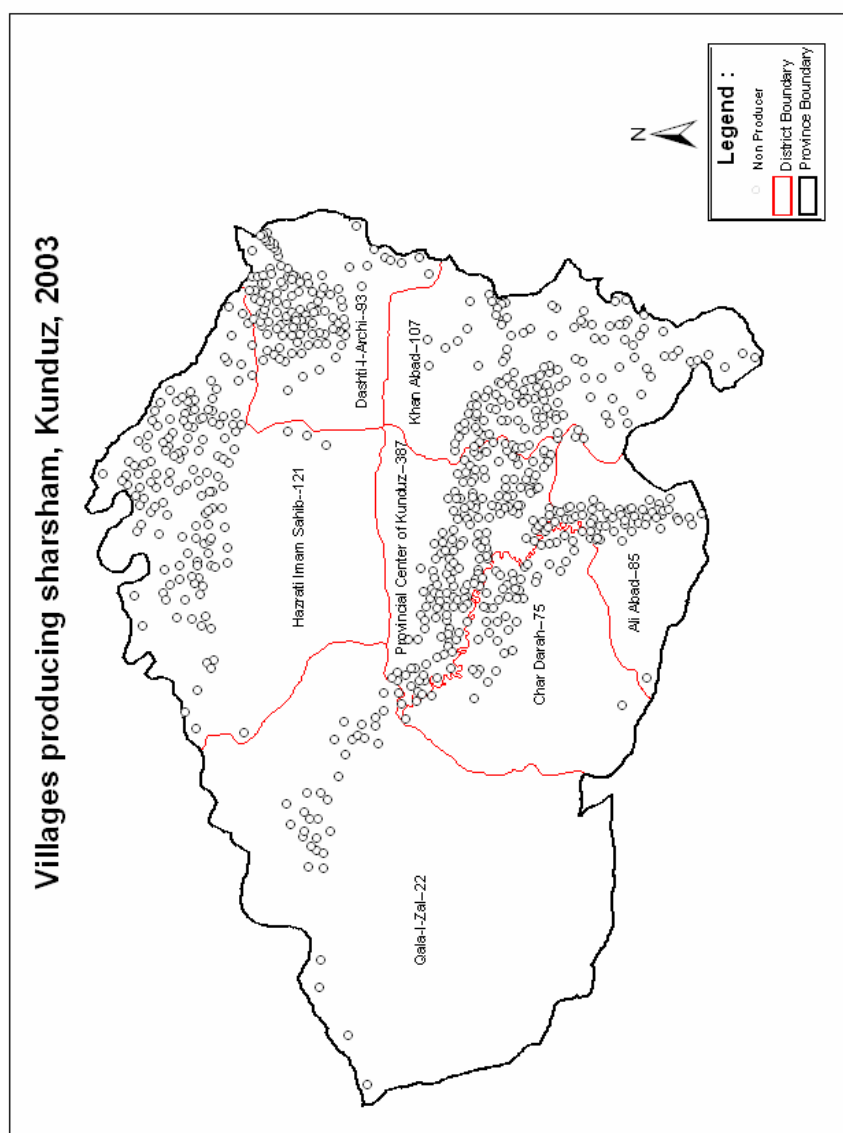 Villages producing sharsham, Kunduz, 2003
N
Hazrati Imam Sahib--121
Dashti-I-Archi--93
Qala-I-Zal--22
Provincial Center of Kunduz--387
Khan Abad--107
Char Darah--75
Ali Abad--85
Legend :
Non Producer
District Boundary
Province Boundary